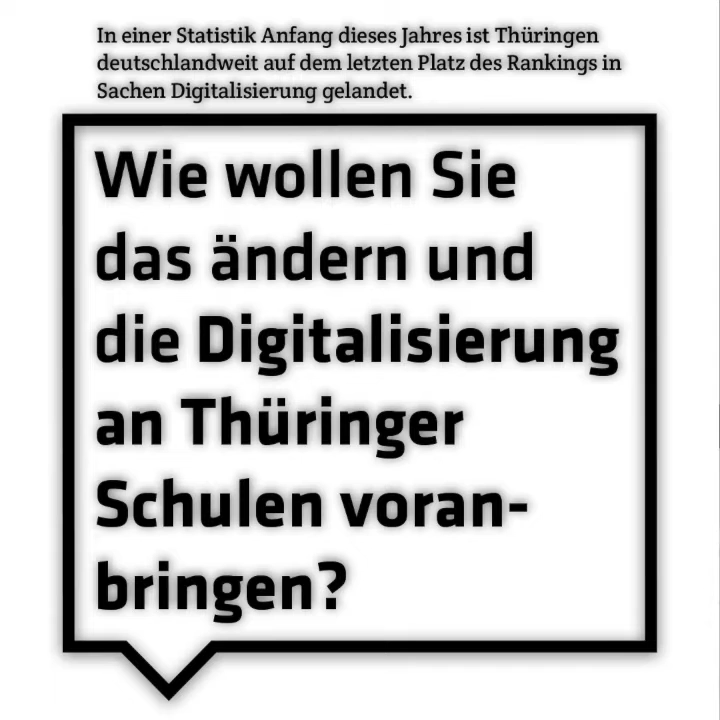 In einer Statistik Anfang dieses Jahres ist Thüringen
deutschlandweit auf dem letzten Platz des Rankings in
Sachen Digitalisierung gelandet.
Wie wollen Sie
das ändern und
die Digitalisierung
an Thüringer
Schulen voran-
bringen?